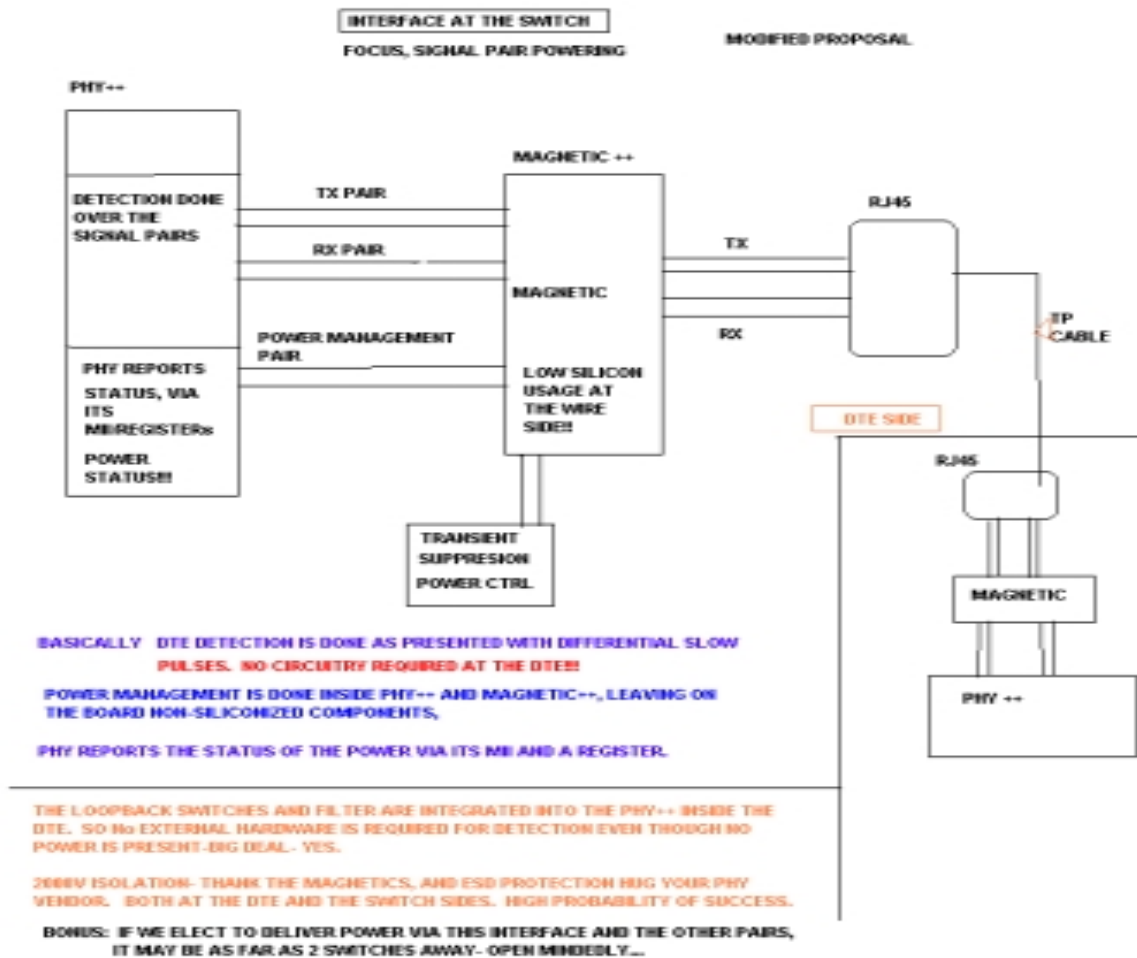 INTERFACE AT THE SWITCH
FOCUS, SIGNAL PAIR POWERING
MODIFIED PROPOSAL
PHY++
DETECTION DONE
OVER THE
SIGNAL PAIRS
PHY REPORTS
STATUS, VIA
ITS
MII/REGISTERs
POWER
STATUS!!!
TX PAIR
RX PAIR
POWER MANAGEMENT
PAIR
MAGNETIC ++
MAGNETIC
LOW SILICON
USAGE AT
THE WIRE
SIDE!!
TX
RX
RJ45
TP
CABLE
TRANSIENT
SUPPRESION
POWER CTRL
DTE SIDE
RJ45
MAGNETIC
PHY ++
BASICALLY DTE DETECTION IS DONE AS PRESENTED WITH DIFFERENTIAL SLOW
PULSES. NO CIRCUITRY REQUIRED AT THE DTE!!!
POWER MANAGEMENT IS DONE INSIDE PHY++ AND MAGNETIC++, LEAVING ON
THE BOARD NON-SILICONIZED COMPONENTS,
PHY REPORTS THE STATUS OF THE POWER VIA ITS MII AND A REGISTER.
THE LOOPBACK SWITCHES AND FILTER ARE INTEGRATED INTO THE PHY++ INSIDE THE
DTE. SO No EXTERNAL HARDWARE IS REQUIRED FOR DETECTION EVEN THOUGH NO
POWER IS PRESENT-BIG DEAL- YES.
2000V ISOLATION- THANK THE MAGNETICS, AND ESD PROTECTION HUG YOUR PHY
VENDOR. BOTH AT THE DTE AND THE SWITCH SIDES. HIGH PROBABILITY OF SUCCESS.
BONUS: IF WE ELECT TO DELIVER POWER VIA THIS INTERFACE AND THE OTHER PAIRS,
IT MAY BE AS FAR AS 2 SWITCHES AWAY- OPEN MINDEDLY...